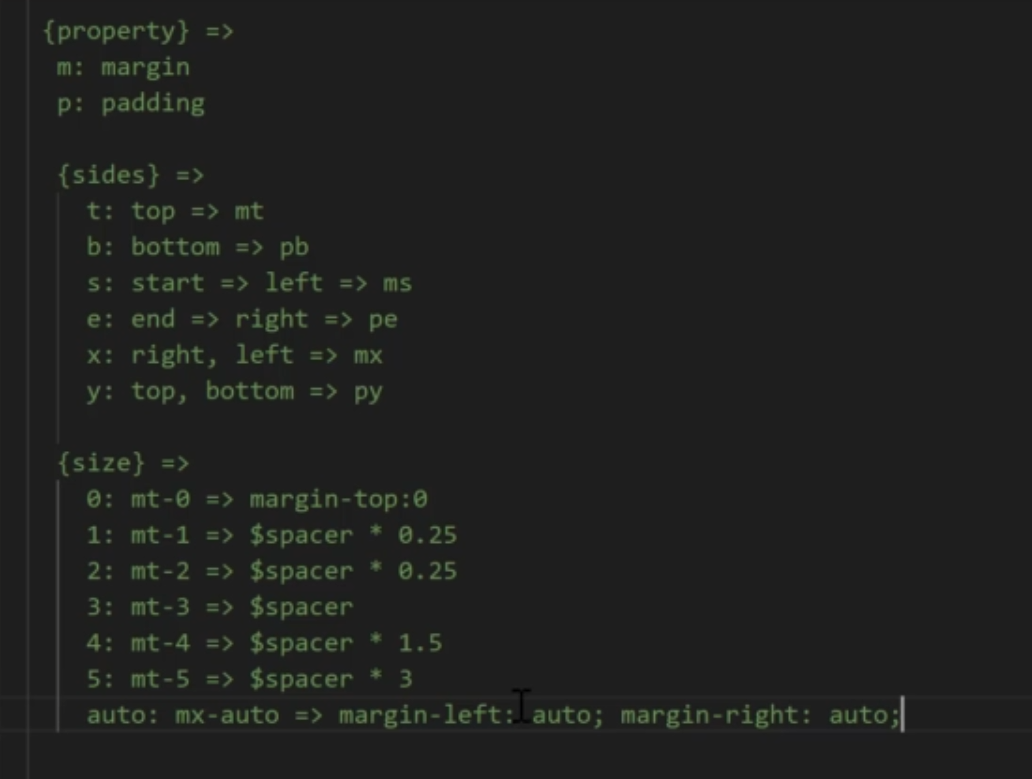 {property} =>
m: margin
p: padding
{sides} =>
t: top => mt
b: bottom => pb
s: start => left => ms
e: end => right => pe
x: right, left => mx
y: top, bottom => py
{size} =>
0: mt-0 => margin-top:0
1: mt-1 => $spacer * 0.25
2: mt-2 => $spacer * 0.25
3: mt-3 => $spacer
4: mt-4 => $spacer * 1.5
5: mt-5 => $spacer * 3
auto: mx-auto => margin-left: auto; margin-right: auto;